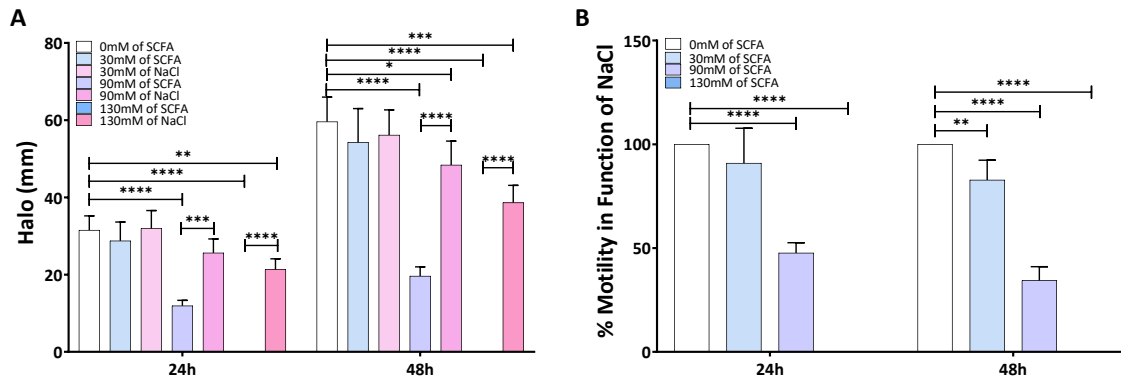 A
Halo (mm)
80
60
40
20
0
0mM of SCFA
30mM of SCFA
30mM of NaCl
90mM of SCFA
90mM of NaCl
130mM of SCFA
130mM of NaCl
***
****
*
****
****
****
**
****
****
***
****
24h
48h
B
% Motility in Function of NaCl
150
100
50
0
0mM of SCFA
30mM of SCFA
90mM of SCFA
130mM of SCFA
****
****
****
****
**
24h
48h